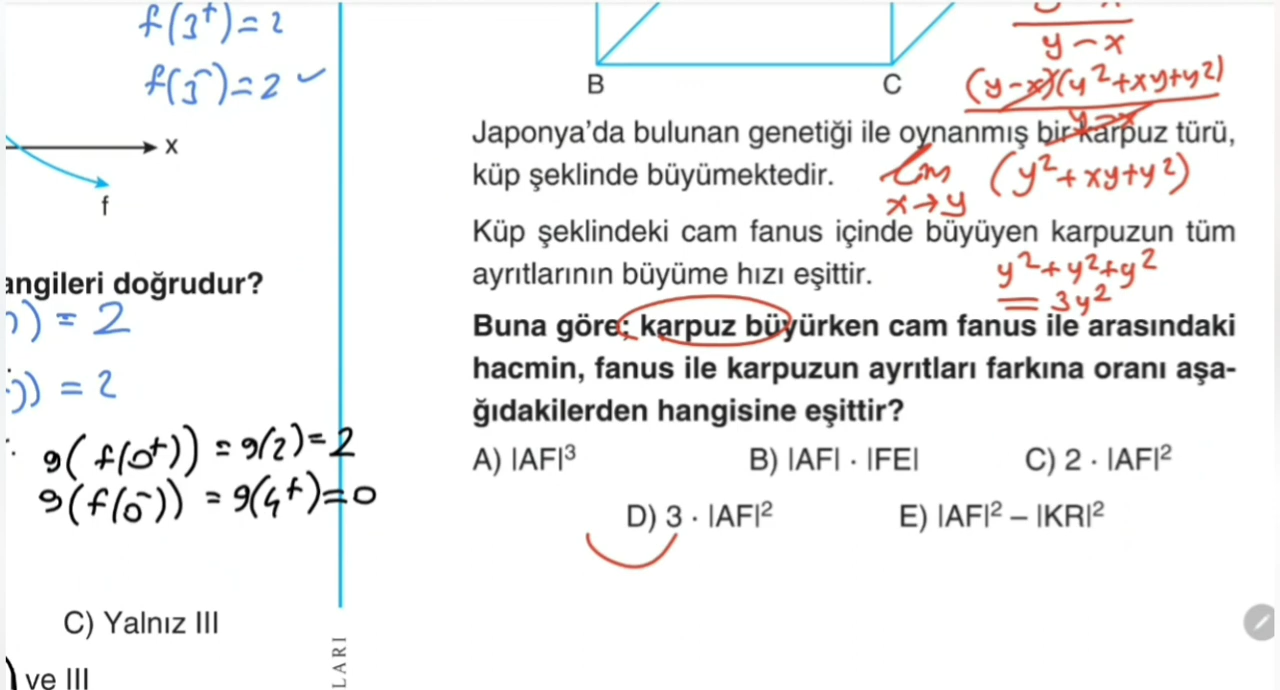 f(3⁺)=2
f(3⁻)=2 ✓
x
f
angileri doğrudur?
)) = 2
)) = 2
g(f(0⁺)) = g(2)=2
g(f(0⁻)) = g(4⁺)=0
C) Yalnız III
ve III
LARI
B
C
y-x
(y-x)(y²+xy+y²)
y-x
lim (y²+xy+y²)
x→y
Japonya’da bulunan genetiği ile oynanmış bir karpuz türü,
küp şeklinde büyümektedir.
Küp şeklindeki cam fanus içinde büyüyen karpuzun tüm
ayrıtlarının büyüme hızı eşittir.
y²+y²+y²
= 3y²
Buna göre; karpuz büyürken cam fanus ile arasındaki
hacmin, fanus ile karpuzun ayrıtları farkına oranı aşa-
ğıdakilerden hangisine eşittir?
A) |AF|³ B) |AF| · |FE| C) 2 · |AF|²
D) 3 · |AF|² E) |AF|² – |KR|²